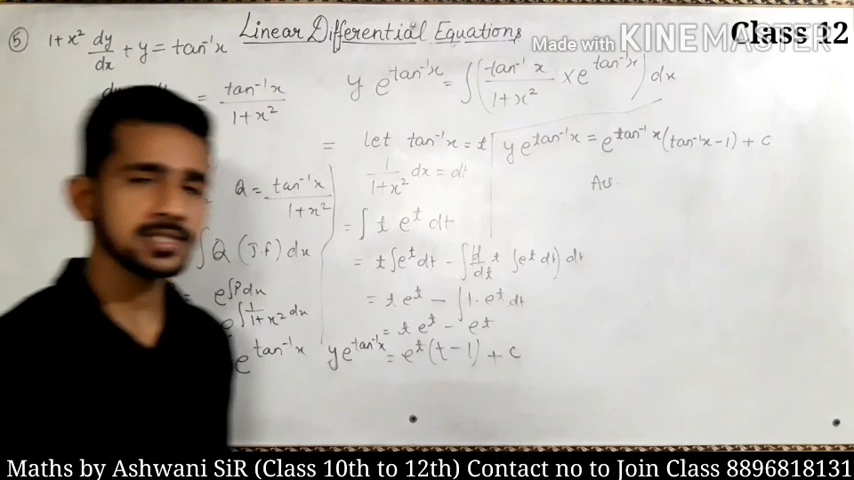 Linear Differential Equations
Made with KINEMASTER
Class 12
⑤ 1+x² dy/dx + y = tan⁻¹x
= tan⁻¹x / 1+x²
Q = tan⁻¹x / 1+x²
∫Q (I.f) dx
= e^∫Pdx
e^∫ 1/1+x² dx
e^tan⁻¹x
y e^tan⁻¹x = ∫(tan⁻¹x / 1+x² × e^tan⁻¹x) dx
= let tan⁻¹x = t
1/1+x² dx = dt
= ∫ t e^t dt
= t∫e^t dt − ∫(d/dt t ∫e^t dt) dt
= t e^t − ∫1. e^t dt
= t e^t − e^t
y e^tan⁻¹x = e^t (t − 1) + c
y e^tan⁻¹x = e^tan⁻¹x (tan⁻¹x − 1) + c
Maths by Ashwani SiR (Class 10th to 12th) Contact no to Join Class 8896818131